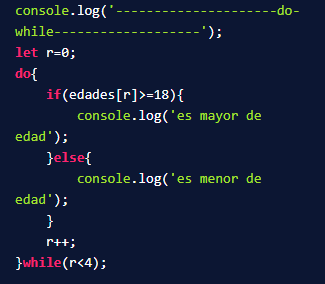 console.log('---------------------do-
while-------------------');
let r=0;
do{
    if(edades[r]>=18){
        console.log('es mayor de
edad');
    }else{
        console.log('es menor de
edad');
    }
    r++;
}while(r<4);